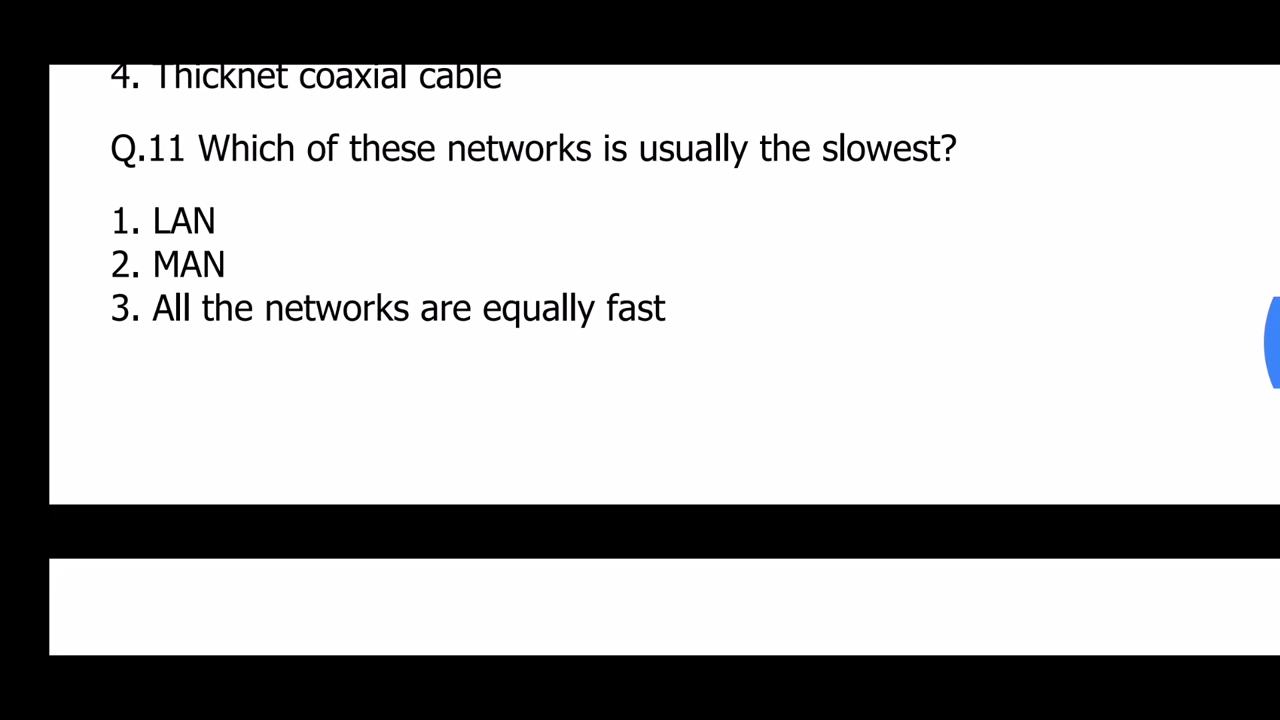 4. Thicknet coaxial cable
Q.11 Which of these networks is usually the slowest?
1. LAN
2. MAN
3. All the networks are equally fast